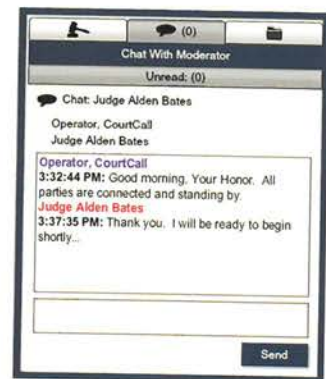 (0)
Chat With Moderator
Unread: (0)
Chat: Judge Alden Bates
Operator, CourtCall
Judge Alden Bates
Operator, CourtCall
3:32:44 PM: Good morning, Your Honor. All
parties are connected and standing by.
Judge Alden Bates
3:37:35 PM: Thank you. I will be ready to begin
shortly...
Send